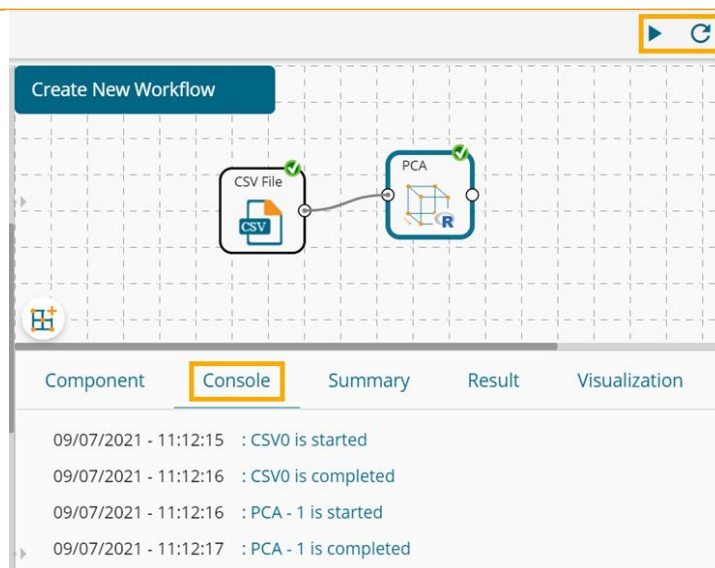 Create New Workflow
CSV File
CSV
PCA
R
Component Console Summary Result Visualization
09/07/2021 - 11:12:15 : CSV0 is started
09/07/2021 - 11:12:16 : CSV0 is completed
09/07/2021 - 11:12:16 : PCA - 1 is started
09/07/2021 - 11:12:17 : PCA - 1 is completed